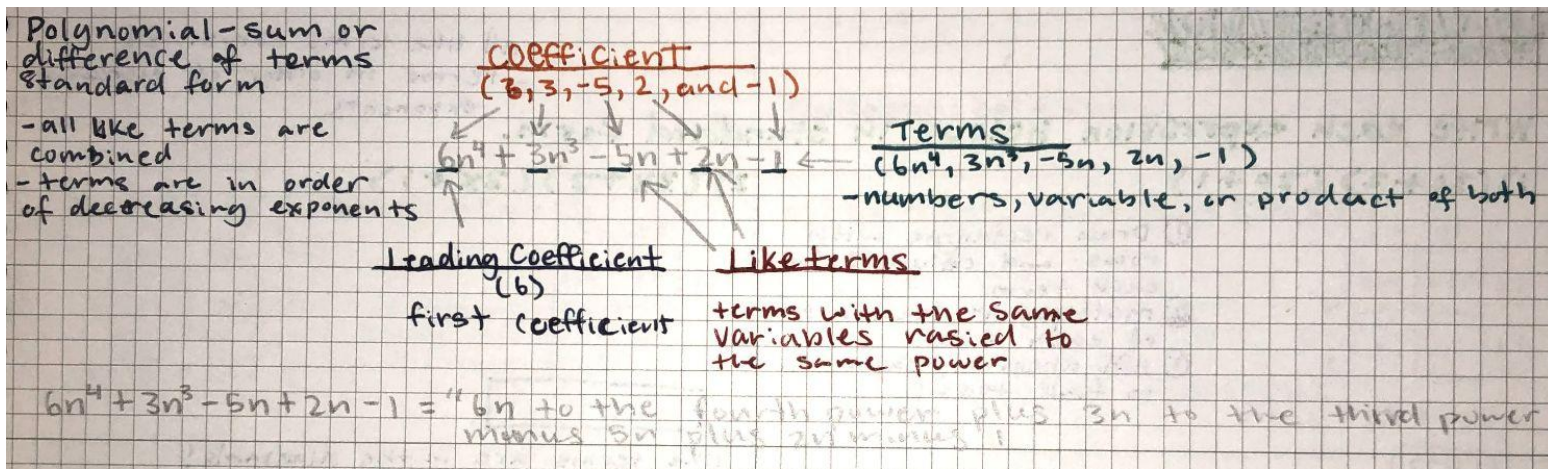 Polynomial - sum or
difference of terms
standard form
- all like terms are
combined
- terms are in order
of decreasing exponents
coefficient
(6, 3, -5, 2, and -1)
6n⁴ + 3n³ - 5n + 2n - 1
Terms
(6n⁴, 3n³, -5n, 2n, -1)
- numbers, variable, or product of both
Leading Coefficient
(6)
first coefficient
Like terms
terms with the same
variables rasied to
the same power
6n⁴ + 3n³ - 5n + 2n - 1 = "6n to the fourth power plus 3n to the third power
minus 5n plus 2n minus 1